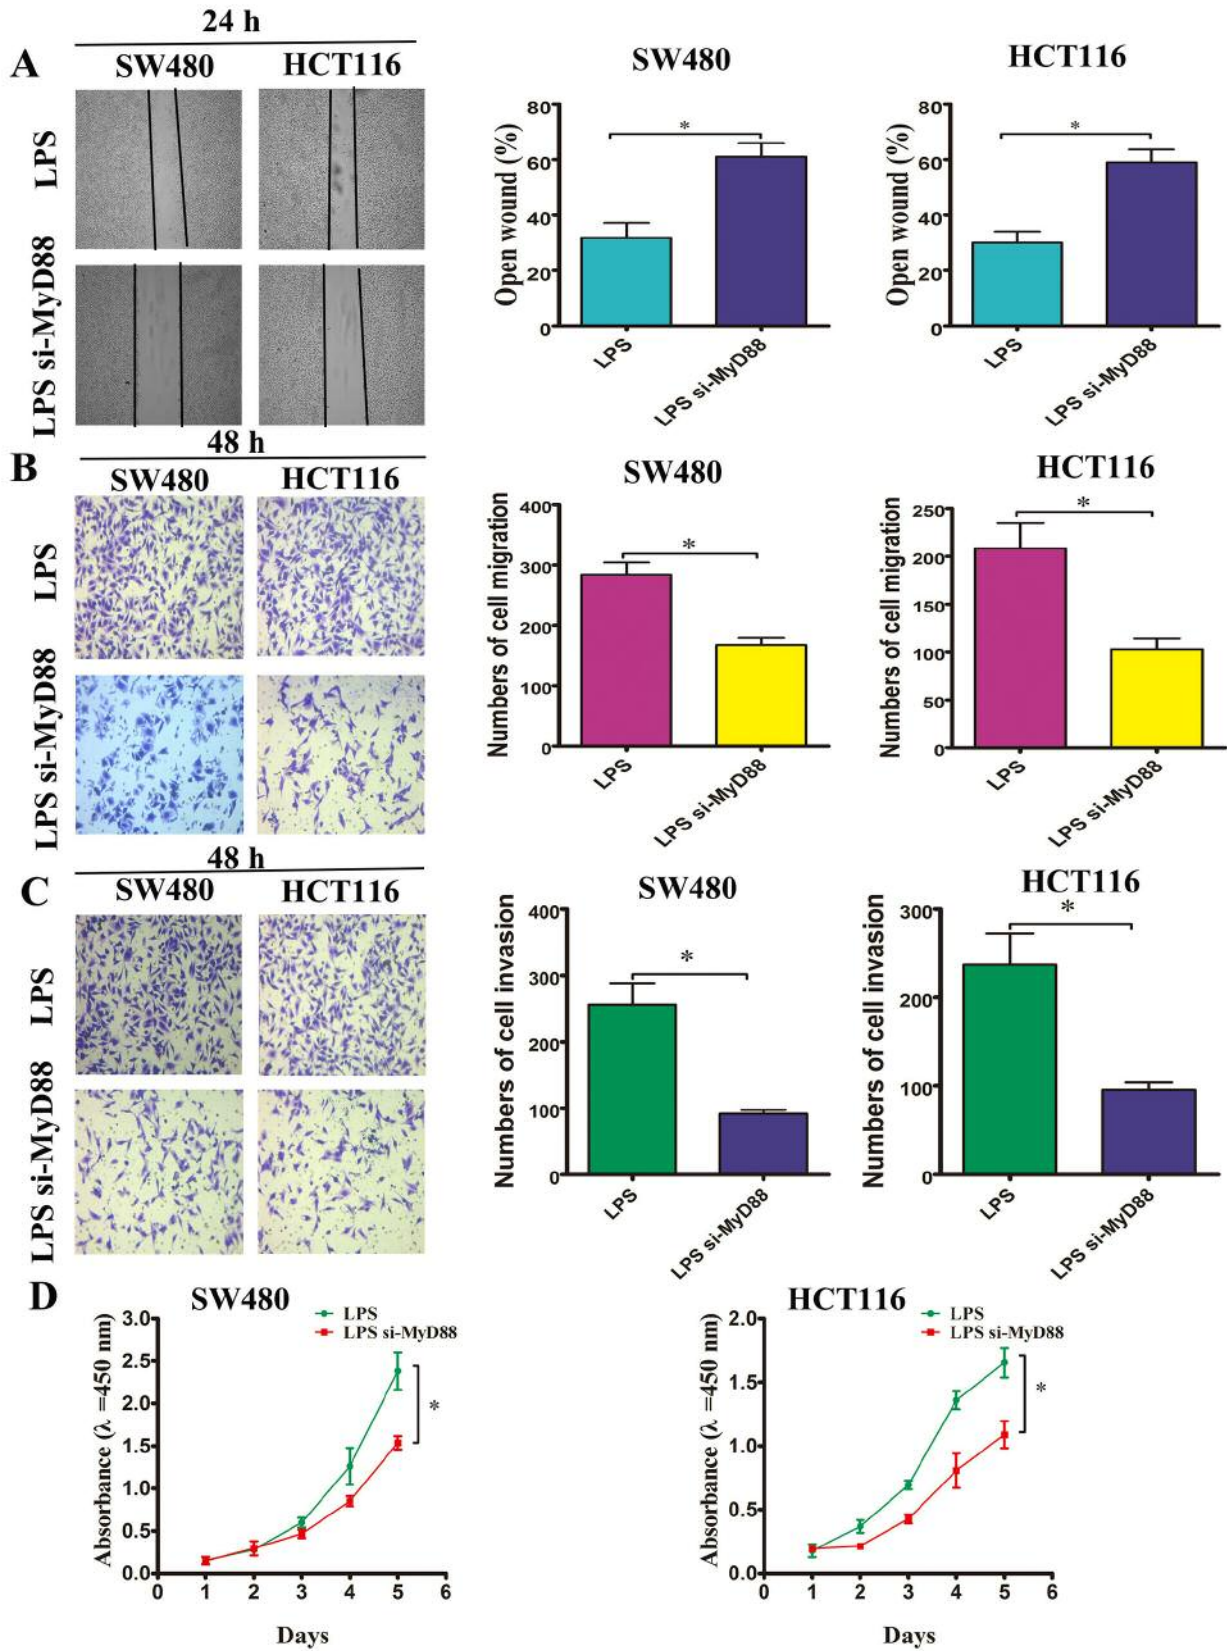 24 h
A
SW480 HCT116
LPS
LPS si-MyD88
SW480
Open wound (%)
80
60
40
20
0
*
LPS
LPS si-MyD88
HCT116
Open wound (%)
80
60
40
20
0
*
LPS
LPS si-MyD88
48 h
B
SW480 HCT116
LPS
LPS si-MyD88
SW480
Numbers of cell migration
400
300
200
100
0
*
LPS
LPS si-MyD88
HCT116
Numbers of cell migration
250
200
150
100
50
0
*
LPS
LPS si-MyD88
48 h
C
SW480 HCT116
LPS
LPS si-MyD88
SW480
Numbers of cell invasion
400
300
200
100
0
*
LPS
LPS si-MyD88
HCT116
Numbers of cell invasion
300
200
100
0
*
LPS
LPS si-MyD88
D
SW480
LPS
LPS si-MyD88
Absorbance (λ =450 nm)
3.0
2.5
2.0
1.5
1.0
0.5
0.0
*
0 1 2 3 4 5 6
Days
HCT116
LPS
LPS si-MyD88
Absorbance (λ =450 nm)
2.0
1.5
1.0
0.5
0.0
*
0 1 2 3 4 5 6
Days